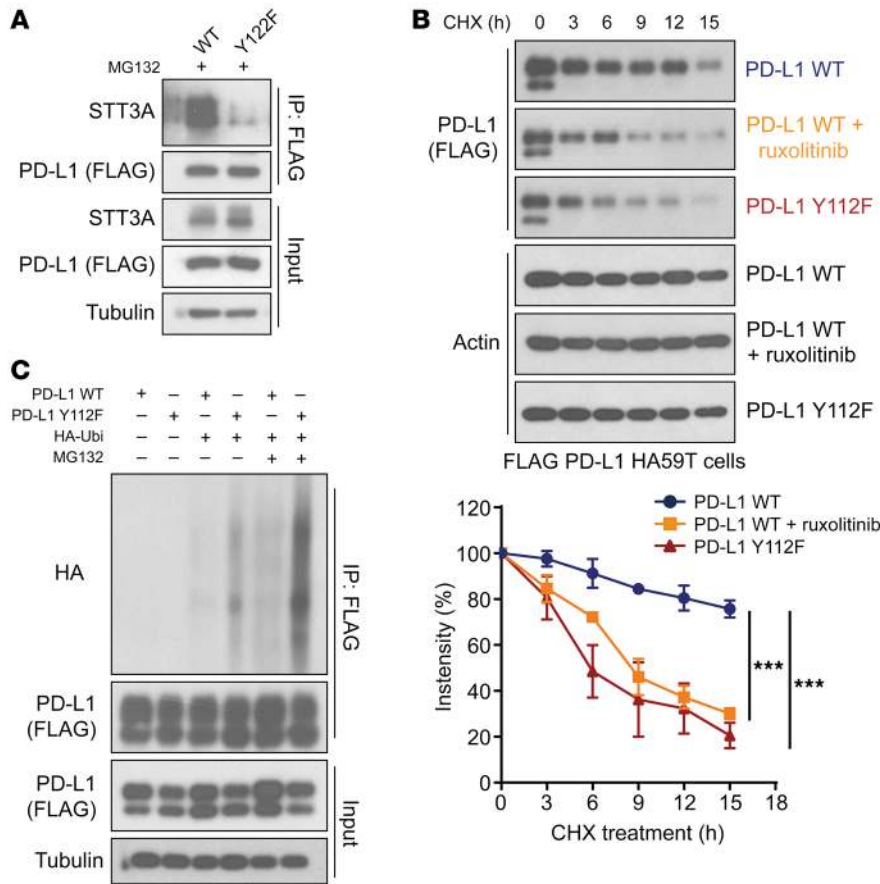 A
WT Y122F
MG132 + +
STT3A
PD-L1 (FLAG)
IP: FLAG
STT3A
PD-L1 (FLAG)
Tubulin
Input
B
CHX (h) 0 3 6 9 12 15
PD-L1
(FLAG)
PD-L1 WT
PD-L1 WT +
ruxolitinib
PD-L1 Y112F
Actin
PD-L1 WT
PD-L1 WT
+ ruxolitinib
PD-L1 Y112F
FLAG PD-L1 HA59T cells
PD-L1 WT
PD-L1 WT + ruxolitinib
PD-L1 Y112F
Instensity (%)
120
100
80
60
40
20
0
0 3 6 9 12 15 18
CHX treatment (h)
***
***
C
PD-L1 WT + – + – + –
PD-L1 Y112F – + – + – +
HA-Ubi – – + + + +
MG132 – – – – + +
HA
IP: FLAG
PD-L1
(FLAG)
PD-L1
(FLAG)
Tubulin
Input